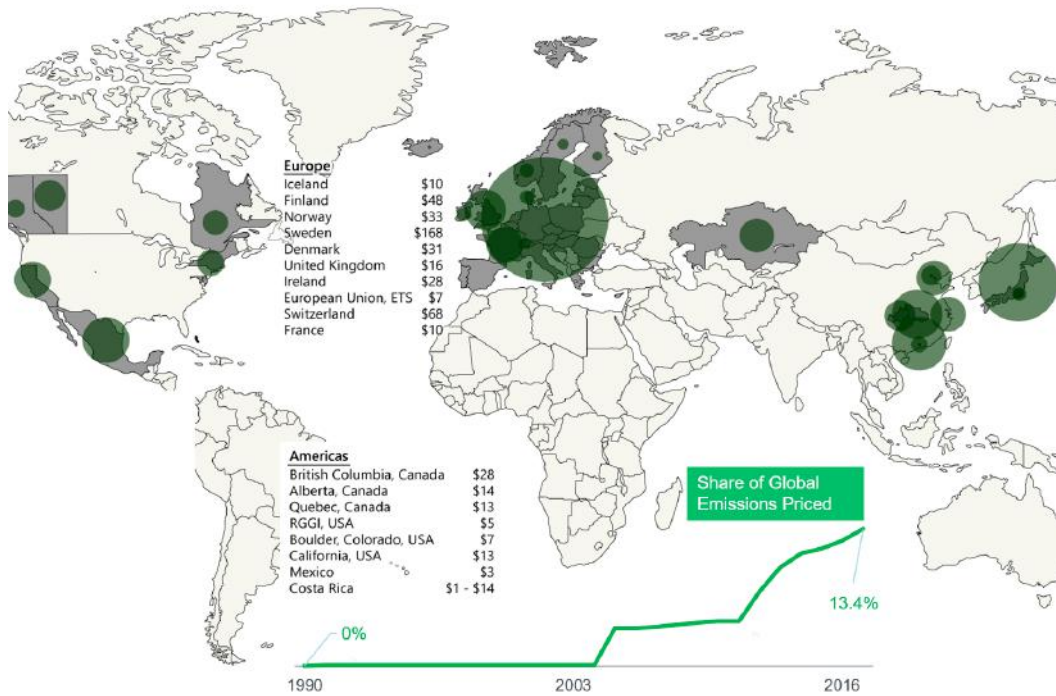 Europe
Iceland $10
Finland $48
Norway $33
Sweden $168
Denmark $31
United Kingdom $16
Ireland $28
European Union, ETS $7
Switzerland $68
France $10
Americas
British Columbia, Canada $28
Alberta, Canada $14
Quebec, Canada $13
RGGI, USA $5
Boulder, Colorado, USA $7
California, USA $13
Mexico $3
Costa Rica $1 - $14
Share of Global
Emissions Priced
0%
13.4%
1990 2003 2016